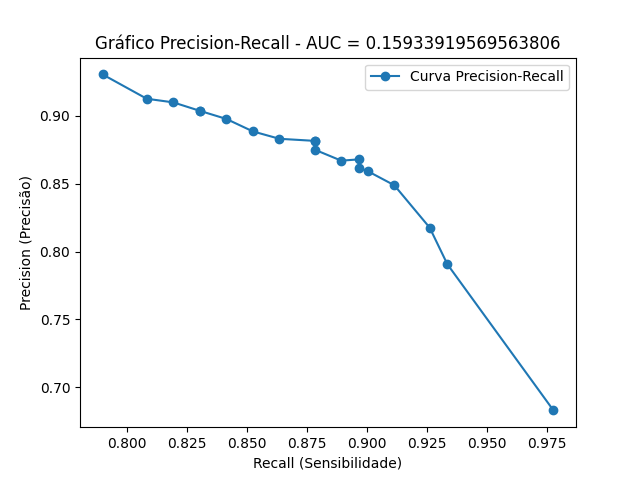 Gráfico Precision-Recall - AUC = 0.15933919569563806
Curva Precision-Recall
Precision (Precisão)
0.90
0.85
0.80
0.75
0.70
0.800 0.825 0.850 0.875 0.900 0.925 0.950 0.975
Recall (Sensibilidade)